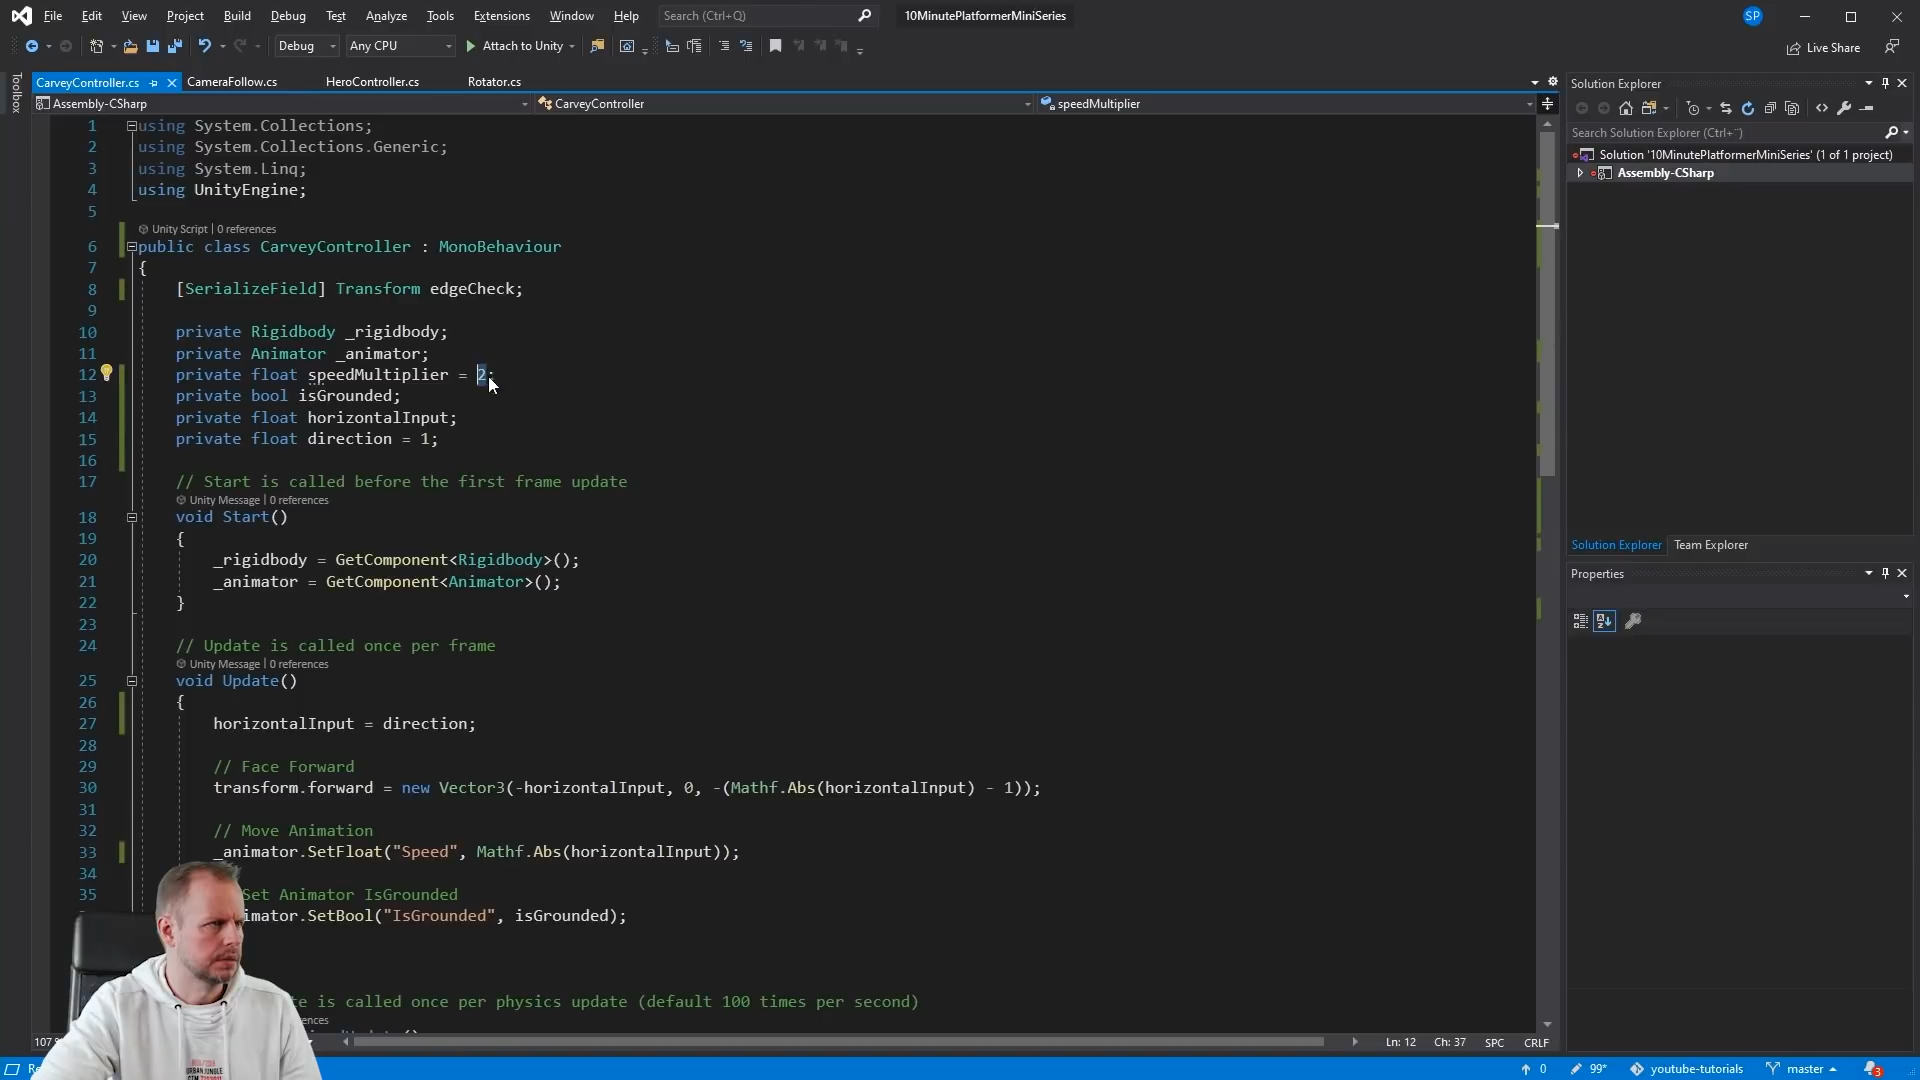 File Edit View Project Build Debug Test Analyze Tools Extensions Window Help Search (Ctrl+Q) 10MinutePlatformerMiniSeries SP
Debug Any CPU Attach to Unity Live Share
Toolbox
CarveyController.cs CameraFollow.cs HeroController.cs Rotator.cs
Assembly-CSharp CarveyController speedMultiplier
1 using System.Collections;
2 using System.Collections.Generic;
3 using System.Linq;
4 using UnityEngine;
5
Unity Script | 0 references
6 public class CarveyController : MonoBehaviour
7 {
8 [SerializeField] Transform edgeCheck;
9
10 private Rigidbody _rigidbody;
11 private Animator _animator;
12 private float speedMultiplier = 2;
13 private bool isGrounded;
14 private float horizontalInput;
15 private float direction = 1;
16
17 // Start is called before the first frame update
Unity Message | 0 references
18 void Start()
19 {
20 _rigidbody = GetComponent<Rigidbody>();
21 _animator = GetComponent<Animator>();
22 }
23
24 // Update is called once per frame
Unity Message | 0 references
25 void Update()
26 {
27 horizontalInput = direction;
28
29 // Face Forward
30 transform.forward = new Vector3(-horizontalInput, 0, -(Mathf.Abs(horizontalInput) - 1));
31
32 // Move Animation
33 _animator.SetFloat("Speed", Mathf.Abs(horizontalInput));
34
35 Set Animator IsGrounded
imator.SetBool("IsGrounded", isGrounded);
te is called once per physics update (default 100 times per second)
107
Ln: 12 Ch: 37 SPC CRLF
Solution Explorer
Search Solution Explorer (Ctrl+¨)
Solution '10MinutePlatformerMiniSeries' (1 of 1 project)
Assembly-CSharp
Solution Explorer Team Explorer
Properties
0 99* youtube-tutorials master 3